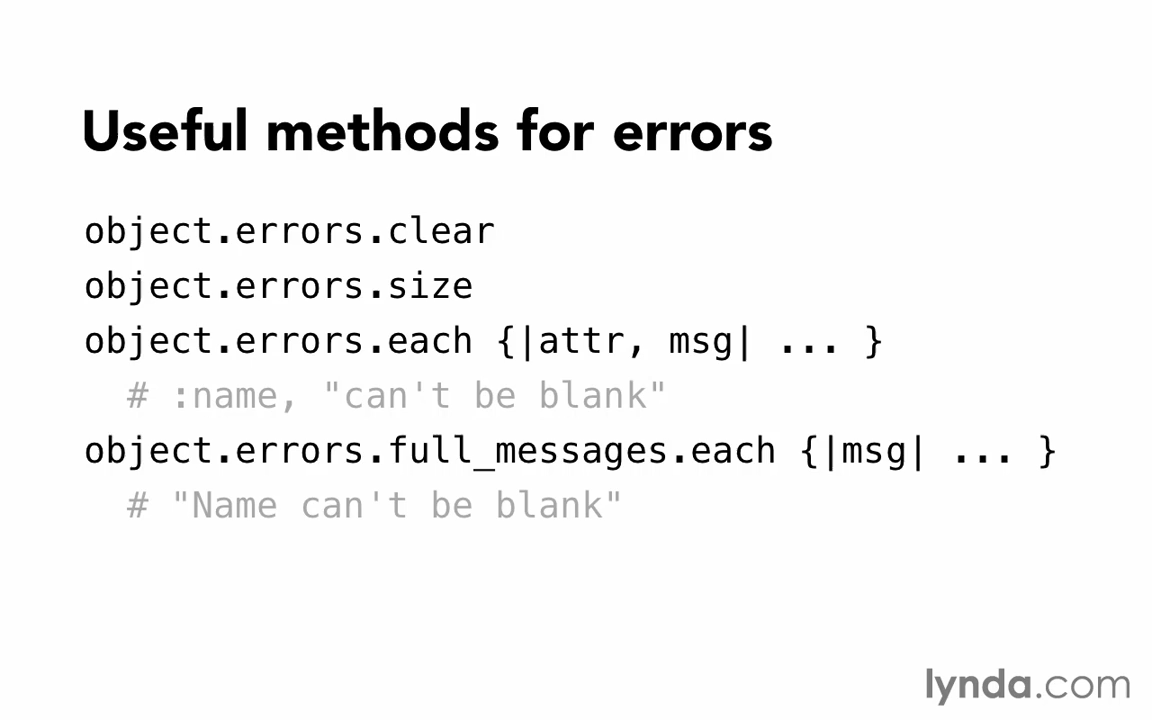 Useful methods for errors
object.errors.clear
object.errors.size
object.errors.each {|attr, msg| ... }
# :name, "can't be blank"
object.errors.full_messages.each {|msg| ... }
# "Name can't be blank"
lynda.com